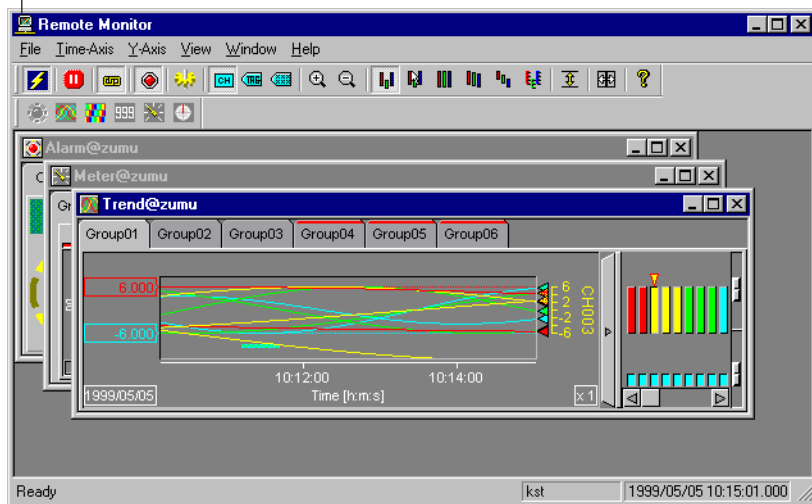 Remote Monitor
File Time-Axis Y-Axis View Window Help
CH TAG
999
Alarm@zumu
Meter@zumu
Trend@zumu
Group01 Group02 Group03 Group04 Group05 Group06
6.000
-6.000
6
2
-2
-6
CH003
10:12:00 10:14:00
1999/05/05 Time [h:m:s] x 1
Ready kst 1999/05/05 10:15:01.000